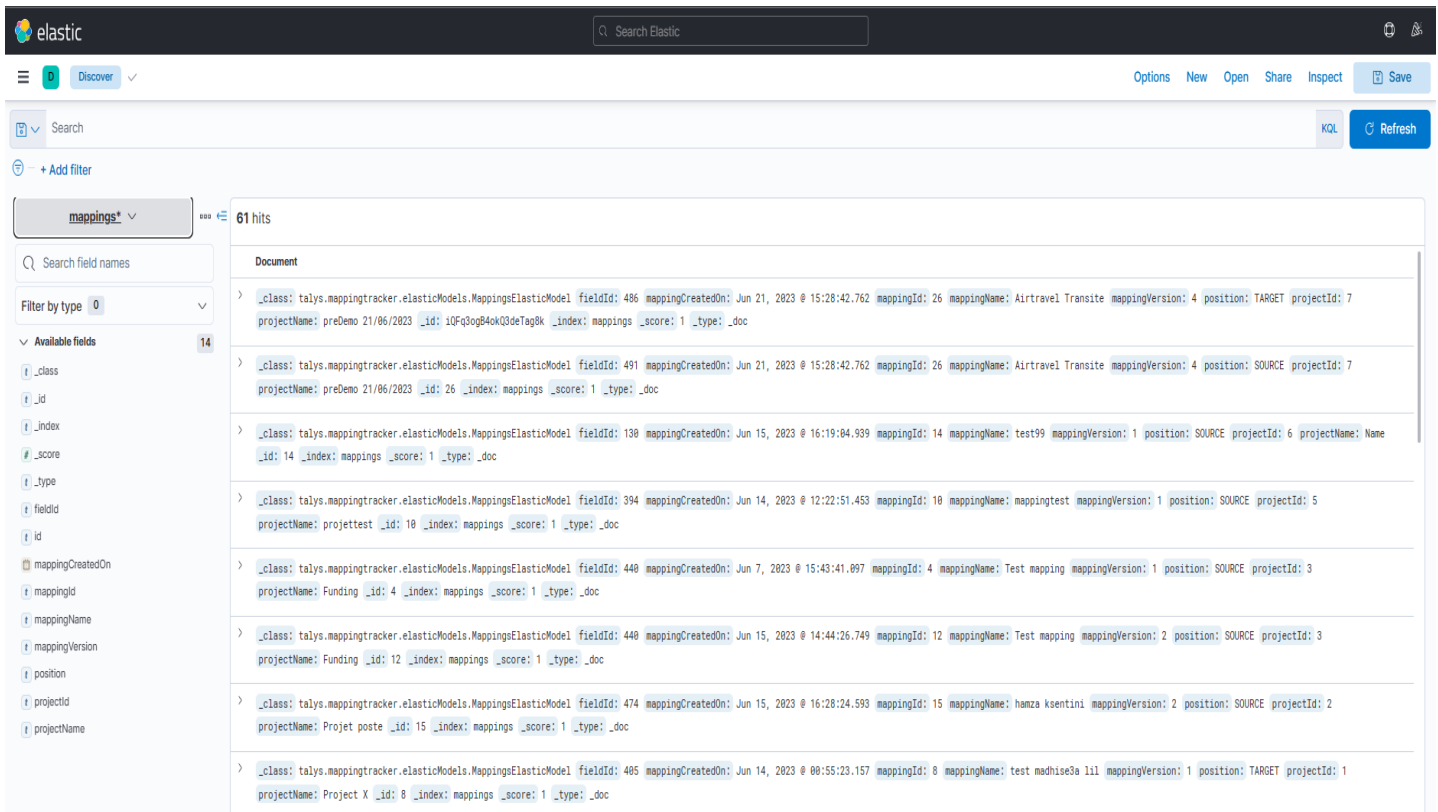 elastic
Search Elastic
D Discover
Options New Open Share Inspect Save
Search KQL Refresh
+ Add filter
mappings*
61 hits
Search field names
Filter by type 0
Available fields 14
t _class
t _id
t _index
# _score
t _type
t fieldId
t id
mappingCreatedOn
t mappingId
t mappingName
t mappingVersion
t position
t projectId
t projectName
Document
_class: talys.mappingtracker.elasticModels.MappingsElasticModel fieldId: 486 mappingCreatedOn: Jun 21, 2023 @ 15:28:42.762 mappingId: 26 mappingName: Airtravel Transite mappingVersion: 4 position: TARGET projectId: 7
projectName: preDemo 21/06/2023 _id: iQFq3ogB4okQ3deTag8k _index: mappings _score: 1 _type: _doc
_class: talys.mappingtracker.elasticModels.MappingsElasticModel fieldId: 491 mappingCreatedOn: Jun 21, 2023 @ 15:28:42.762 mappingId: 26 mappingName: Airtravel Transite mappingVersion: 4 position: SOURCE projectId: 7
projectName: preDemo 21/06/2023 _id: 26 _index: mappings _score: 1 _type: _doc
_class: talys.mappingtracker.elasticModels.MappingsElasticModel fieldId: 130 mappingCreatedOn: Jun 15, 2023 @ 16:19:04.939 mappingId: 14 mappingName: test99 mappingVersion: 1 position: SOURCE projectId: 6 projectName: Name
_id: 14 _index: mappings _score: 1 _type: _doc
_class: talys.mappingtracker.elasticModels.MappingsElasticModel fieldId: 394 mappingCreatedOn: Jun 14, 2023 @ 12:22:51.453 mappingId: 10 mappingName: mappingtest mappingVersion: 1 position: SOURCE projectId: 5
projectName: projettest _id: 10 _index: mappings _score: 1 _type: _doc
_class: talys.mappingtracker.elasticModels.MappingsElasticModel fieldId: 440 mappingCreatedOn: Jun 7, 2023 @ 15:43:41.097 mappingId: 4 mappingName: Test mapping mappingVersion: 1 position: SOURCE projectId: 3
projectName: Funding _id: 4 _index: mappings _score: 1 _type: _doc
_class: talys.mappingtracker.elasticModels.MappingsElasticModel fieldId: 440 mappingCreatedOn: Jun 15, 2023 @ 14:44:26.749 mappingId: 12 mappingName: Test mapping mappingVersion: 2 position: SOURCE projectId: 3
projectName: Funding _id: 12 _index: mappings _score: 1 _type: _doc
_class: talys.mappingtracker.elasticModels.MappingsElasticModel fieldId: 474 mappingCreatedOn: Jun 15, 2023 @ 16:28:24.593 mappingId: 15 mappingName: hamza ksentini mappingVersion: 2 position: SOURCE projectId: 2
projectName: Projet poste _id: 15 _index: mappings _score: 1 _type: _doc
_class: talys.mappingtracker.elasticModels.MappingsElasticModel fieldId: 405 mappingCreatedOn: Jun 14, 2023 @ 00:55:23.157 mappingId: 8 mappingName: test madhise3a lil mappingVersion: 1 position: TARGET projectId: 1
projectName: Project X _id: 8 _index: mappings _score: 1 _type: _doc